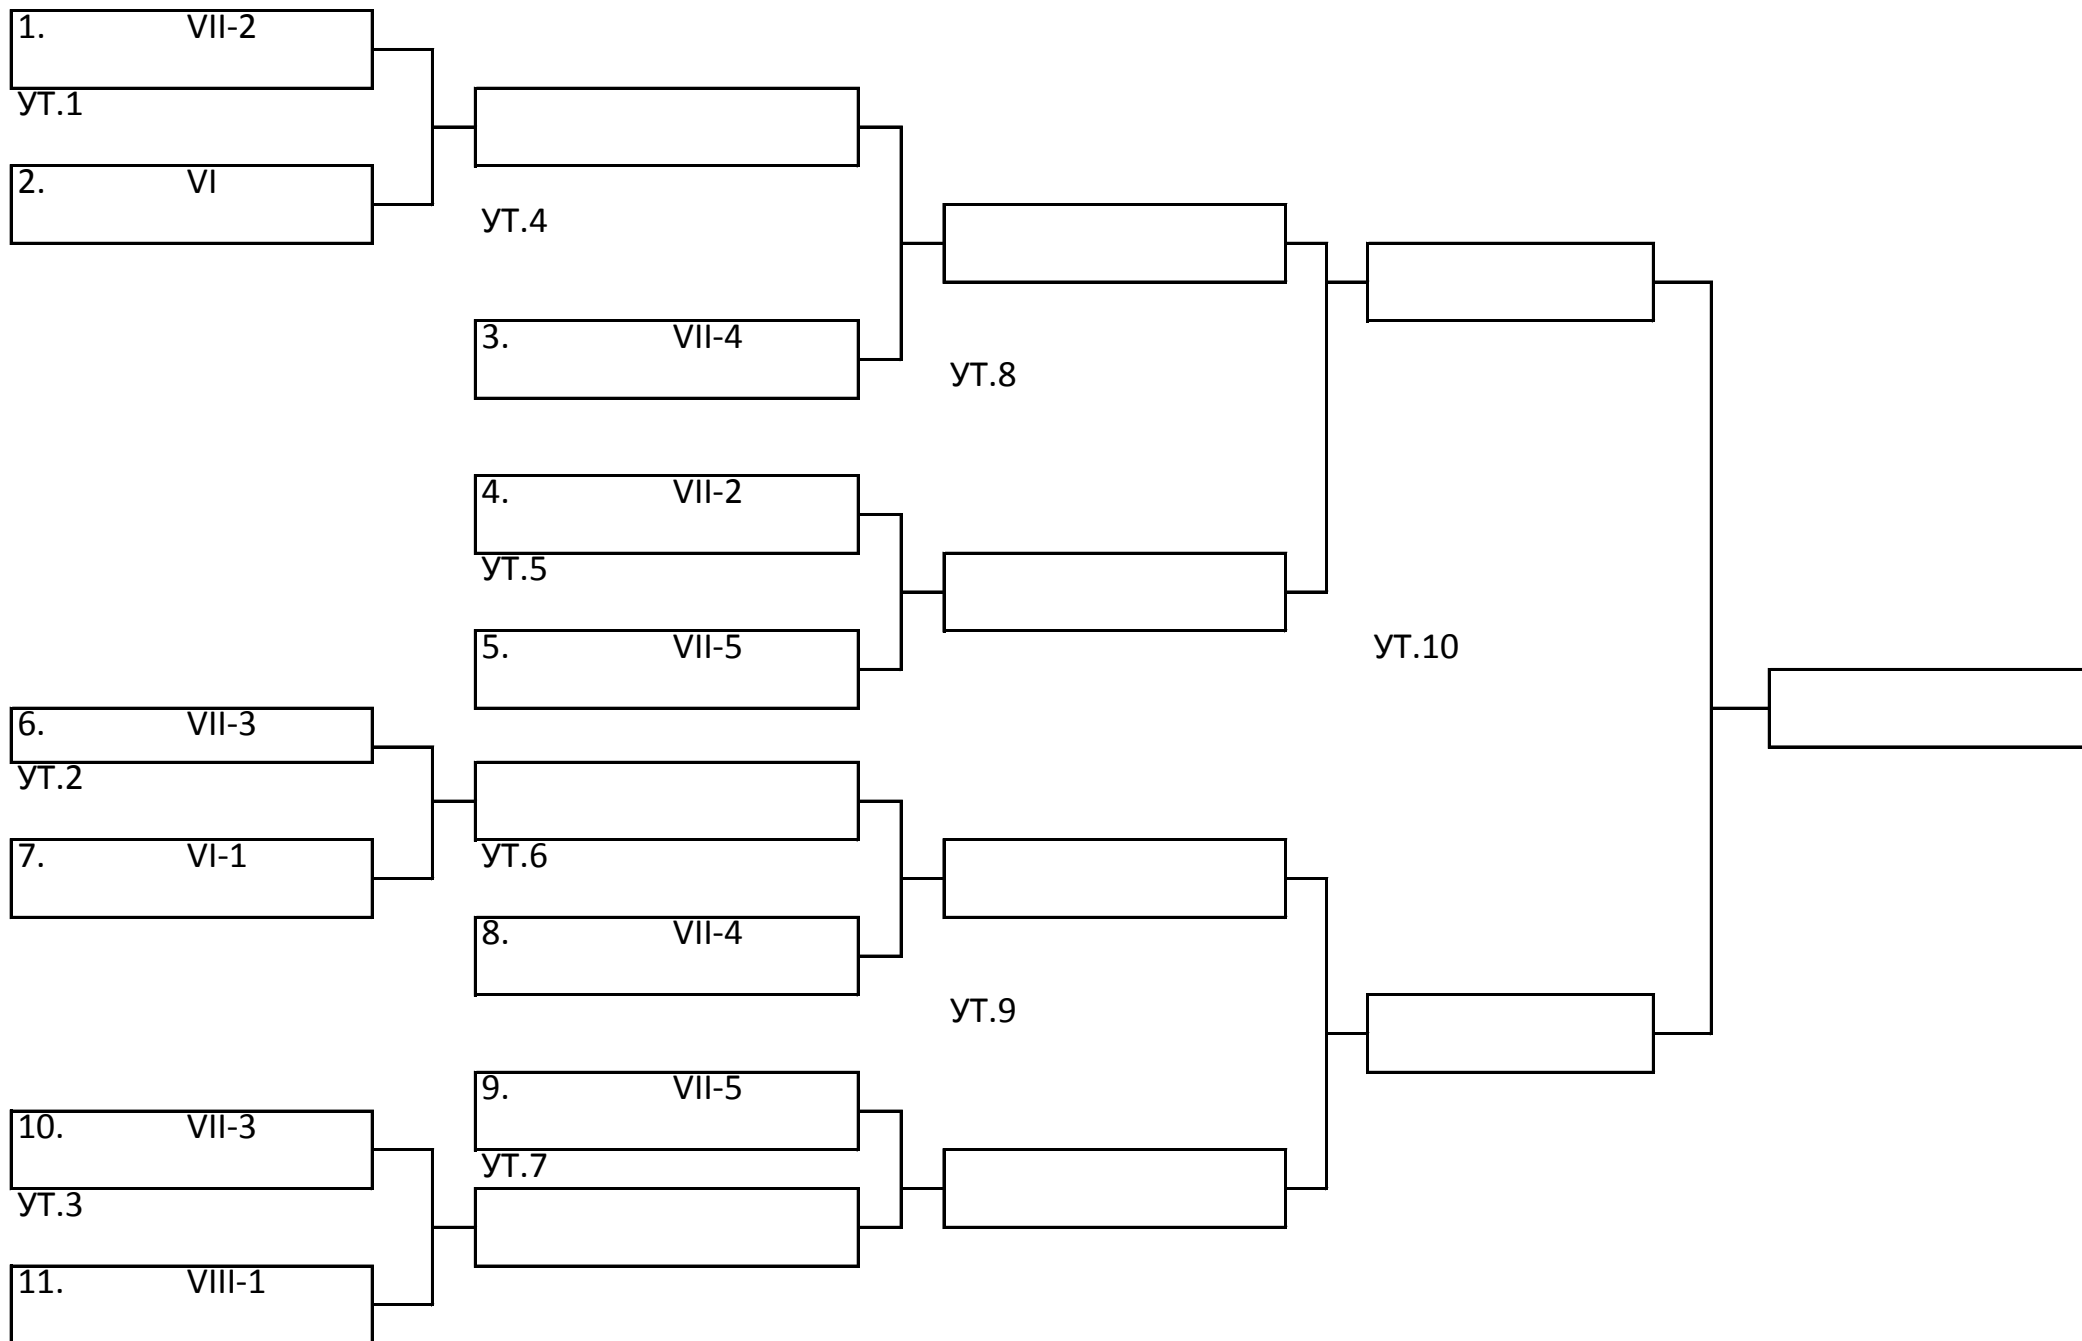 1. VII-2
УТ.1
2. VI
УТ.4
3. VII-4
УТ.8
4. VII-2
УТ.5
5. VII-5
УТ.10
6. VII-3
УТ.2
7. VI-1
УТ.6
8. VII-4
УТ.9
9. VII-5
10. VII-3
УТ.7
УТ.3
11. VIII-1